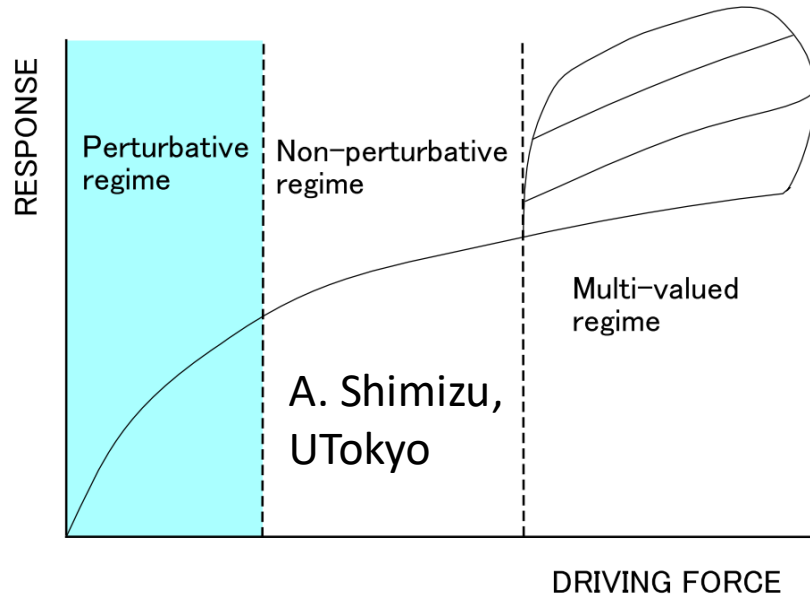 RESPONSE
Perturbative
regime
Non-perturbative
regime
Multi-valued
regime
A. Shimizu,
UTokyo
DRIVING FORCE